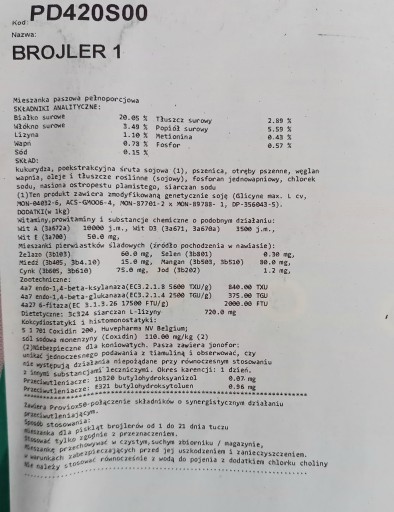 Kod: PD420S00
Nazwa:
BROJLER 1
Mieszanka paszowa pełnoporcjowa
SKŁADNIKI ANALITYCZNE:
Białko surowe 20.05 % Tłuszcz surowy 2.89 %
Włókno surowe 3.49 % Popiół surowy 5.59 %
Lizyna 1.10 % Metionina 0.43 %
Wapń 0.78 % Fosfor 0.57 %
Sód 0.15 %
SKŁAD:
kukurydza, poekstrakcyjna śruta sojowa (1), pszenica, otręby pszenne, węglan
wapnia, oleje i tłuszcze roślinne (sojowy), fosforan jednowapniowy, chlorek
sodu, nasiona ostropestu plamistego, siarczan sodu
(1)Ten produkt zawiera zmodyfikowaną genetycznie soję (Glisyne max. L cv,
MON-04032-6, ACS-GM006-4, MON-87701-2 x MON-89788- 1, DP-356043-5).
DODATKI(w 1kg)
Witaminy,prowitaminy i substancje chemiczne o podobnym działaniu:
Wit A (3a672a) 10000 j.m., Wit D3 (3a671, 3a670a) 3500 j.m.,
Wit E (3a700) 50.0 mg,
Mieszanki pierwiastków śladowych (źródło pochodzenia w nawiasie):
Żelazo (3b103) 60.0 mg, Selen (3b801) 0.30 mg,
Miedź (3b405, 3b4.10) 15.0 mg, Mangan (3b503, 3b510) 80.0 mg,
Cynk (3b605, 3b610) 75.0 mg, Jod (3b202) 1.2 mg,
Zootechniczne:
4a7 endo-1,4-beta-ksylanaza(EC3.2.1.8 5600 TXU/g) 840.00 TXU
4a7 endo-1,4-beta-glukanaza(EC3.2.1.4 2500 TGU/g) 375.00 TGU
4a27 6-fitaza(EC 3.1.3.26 17500 FTU/g) 2000.00 FTU
Dietetyczne: 3c324 siarczan L-lizyny 720.0 mg
Kokcydiostatyki i histomonostatyki:
5 1 701 Coxidin 200, Huvepharma NV Belgium;
sól sodowa monenzyny (Coxidin) 110.00 mg/kg (2)
(2)Niebezpieczne dla koniowatych. Pasza zawiera jonofor:
unikać jednoczesnego podawania z tiamuliną i obserwować, czy
nie występują działania niepożądane przy równoczesnym stosowaniu
z innymi substancjami leczniczymi. Okres karencji: 1 dzień.
Przeciwutleniacze: 1b320 butylohydroksyanizol 0.07 mg
Przeciwutleniacze: E321 butylohydroksytoluen 0.96 mg
Zawiera Proviox50-połączenie składników o synergistycznym działaniu
przeciwutleniającym.
Sposób stosowania:
Mieszanka dla piskląt brojlerów od 1 do 21 dnia tuczu
Stosować tylko zgodnie z przeznaczeniem.
Mieszankę przechowywać w czystym,suchym zbiorniku / magazynie,
w warunkach zabezpieczających przed jej uszkodzeniem i zanieczyszczeniem.
Nie należy stosować równocześnie z wodą do pojenia z dodatkiem chlorku choliny